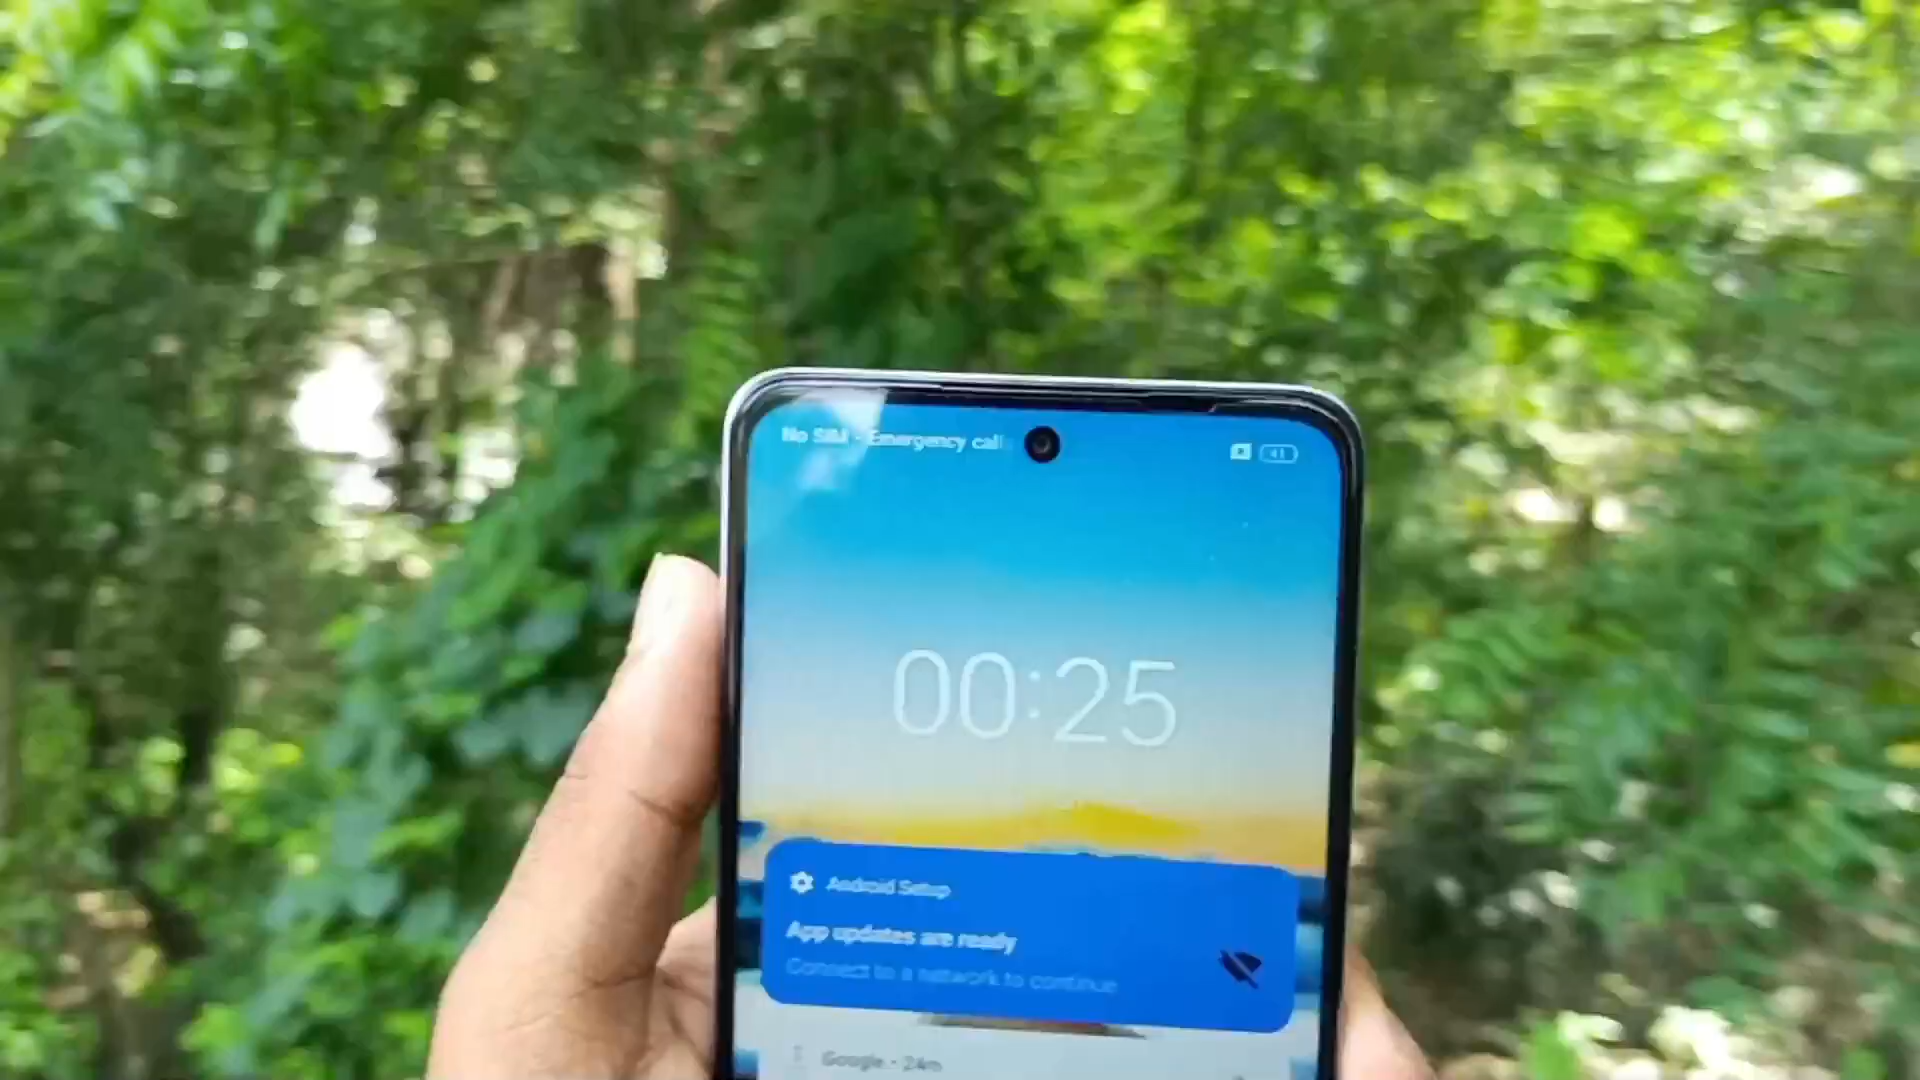 No SIM - Emergency call
41
00:25
Android Setup
App updates are ready
Connect to a network to continue
Google • 24m